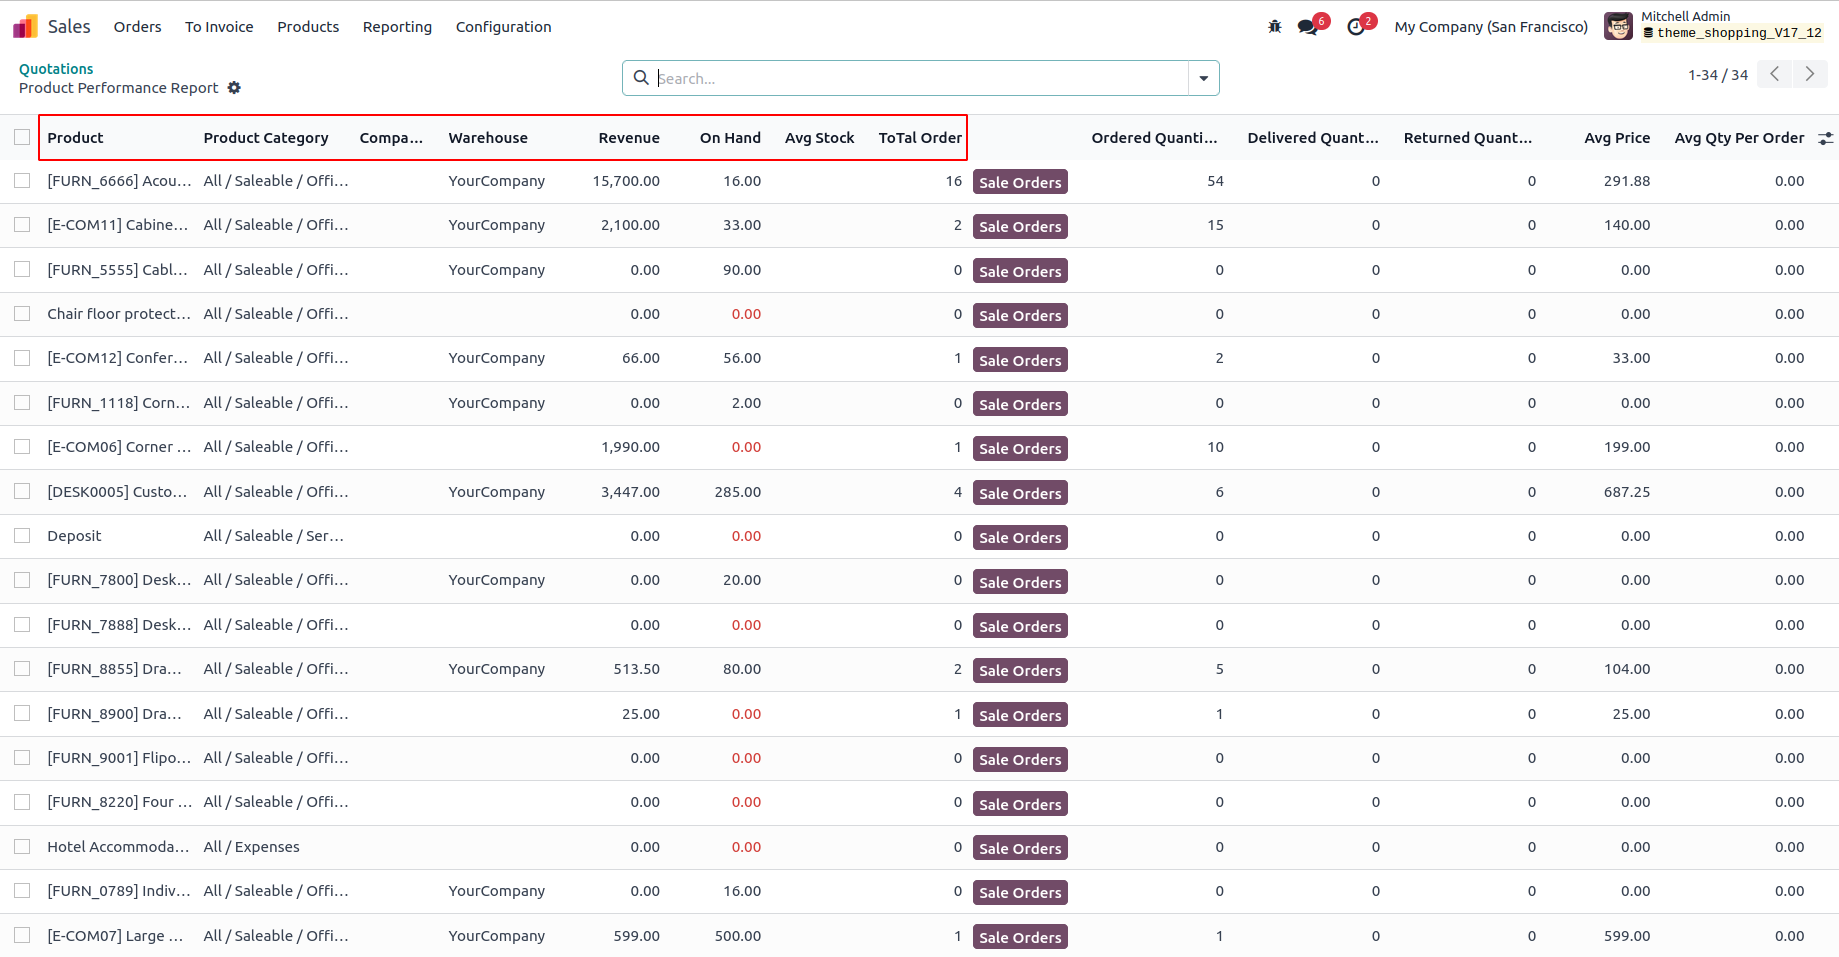 Sales Orders To Invoice Products Reporting Configuration 6 2 My Company (San Francisco) Mitchell Admin
theme_shopping_V17_12
Quotations
Product Performance Report
Search...
1-34 / 34
Product Product Category Compa... Warehouse Revenue On Hand Avg Stock ToTal Order Ordered Quanti... Delivered Quant... Returned Quant... Avg Price Avg Qty Per Order
[FURN_6666] Acou... All / Saleable / Offi... YourCompany 15,700.00 16.00 16 Sale Orders 54 0 0 291.88 0.00
[E-COM11] Cabine... All / Saleable / Offi... YourCompany 2,100.00 33.00 2 Sale Orders 15 0 0 140.00 0.00
[FURN_5555] Cabl... All / Saleable / Offi... YourCompany 0.00 90.00 0 Sale Orders 0 0 0 0.00 0.00
Chair floor protect... All / Saleable / Offi... 0.00 0.00 0 Sale Orders 0 0 0 0.00 0.00
[E-COM12] Confer... All / Saleable / Offi... YourCompany 66.00 56.00 1 Sale Orders 2 0 0 33.00 0.00
[FURN_1118] Corn... All / Saleable / Offi... YourCompany 0.00 2.00 0 Sale Orders 0 0 0 0.00 0.00
[E-COM06] Corner ... All / Saleable / Offi... 1,990.00 0.00 1 Sale Orders 10 0 0 199.00 0.00
[DESK0005] Custo... All / Saleable / Offi... YourCompany 3,447.00 285.00 4 Sale Orders 6 0 0 687.25 0.00
Deposit All / Saleable / Ser... 0.00 0.00 0 Sale Orders 0 0 0 0.00 0.00
[FURN_7800] Desk... All / Saleable / Offi... YourCompany 0.00 20.00 0 Sale Orders 0 0 0 0.00 0.00
[FURN_7888] Desk... All / Saleable / Offi... 0.00 0.00 0 Sale Orders 0 0 0 0.00 0.00
[FURN_8855] Dra... All / Saleable / Offi... YourCompany 513.50 80.00 2 Sale Orders 5 0 0 104.00 0.00
[FURN_8900] Dra... All / Saleable / Offi... 25.00 0.00 1 Sale Orders 1 0 0 25.00 0.00
[FURN_9001] Flipo... All / Saleable / Offi... 0.00 0.00 0 Sale Orders 0 0 0 0.00 0.00
[FURN_8220] Four ... All / Saleable / Offi... 0.00 0.00 0 Sale Orders 0 0 0 0.00 0.00
Hotel Accommoda... All / Expenses 0.00 0.00 0 Sale Orders 0 0 0 0.00 0.00
[FURN_0789] Indiv... All / Saleable / Offi... YourCompany 0.00 16.00 0 Sale Orders 0 0 0 0.00 0.00
[E-COM07] Large ... All / Saleable / Offi... YourCompany 599.00 500.00 1 Sale Orders 1 0 0 599.00 0.00